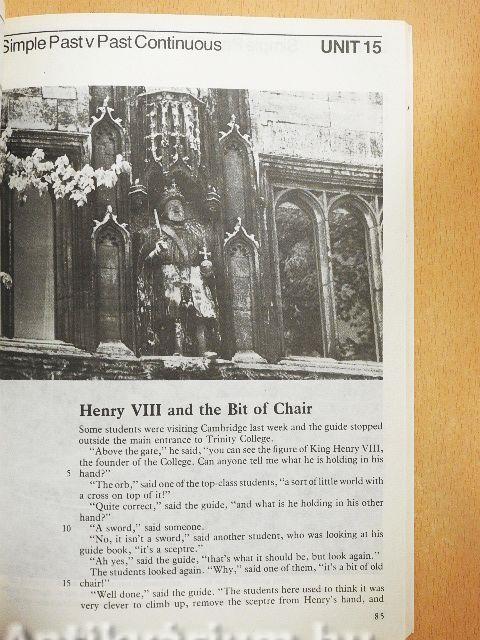 Simple Past v Past Continuous
UNIT 15
Henry VIII and the Bit of Chair
Some students were visiting Cambridge last week and the guide stopped
outside the main entrance to Trinity College.
“Above the gate,” he said, “you can see the figure of King Henry VIII,
the founder of the College. Can anyone tell me what he is holding in his
5 hand?”
“The orb,” said one of the top-class students, “a sort of little world with
a cross on top of it!”
“Quite correct,” said the guide, “and what is he holding in his other
hand?”
10 “A sword,” said someone.
“No, it isn’t a sword,” said another student, who was looking at his
guide book, “it’s a sceptre.”
“Ah yes,” said the guide, “that’s what it should be, but look again.”
The students looked again. “Why,” said one of them, “it’s a bit of old
15 chair!”
“Well done,” said the guide. “The students here used to think it was
very clever to climb up, remove the sceptre from Henry’s hand, and
85